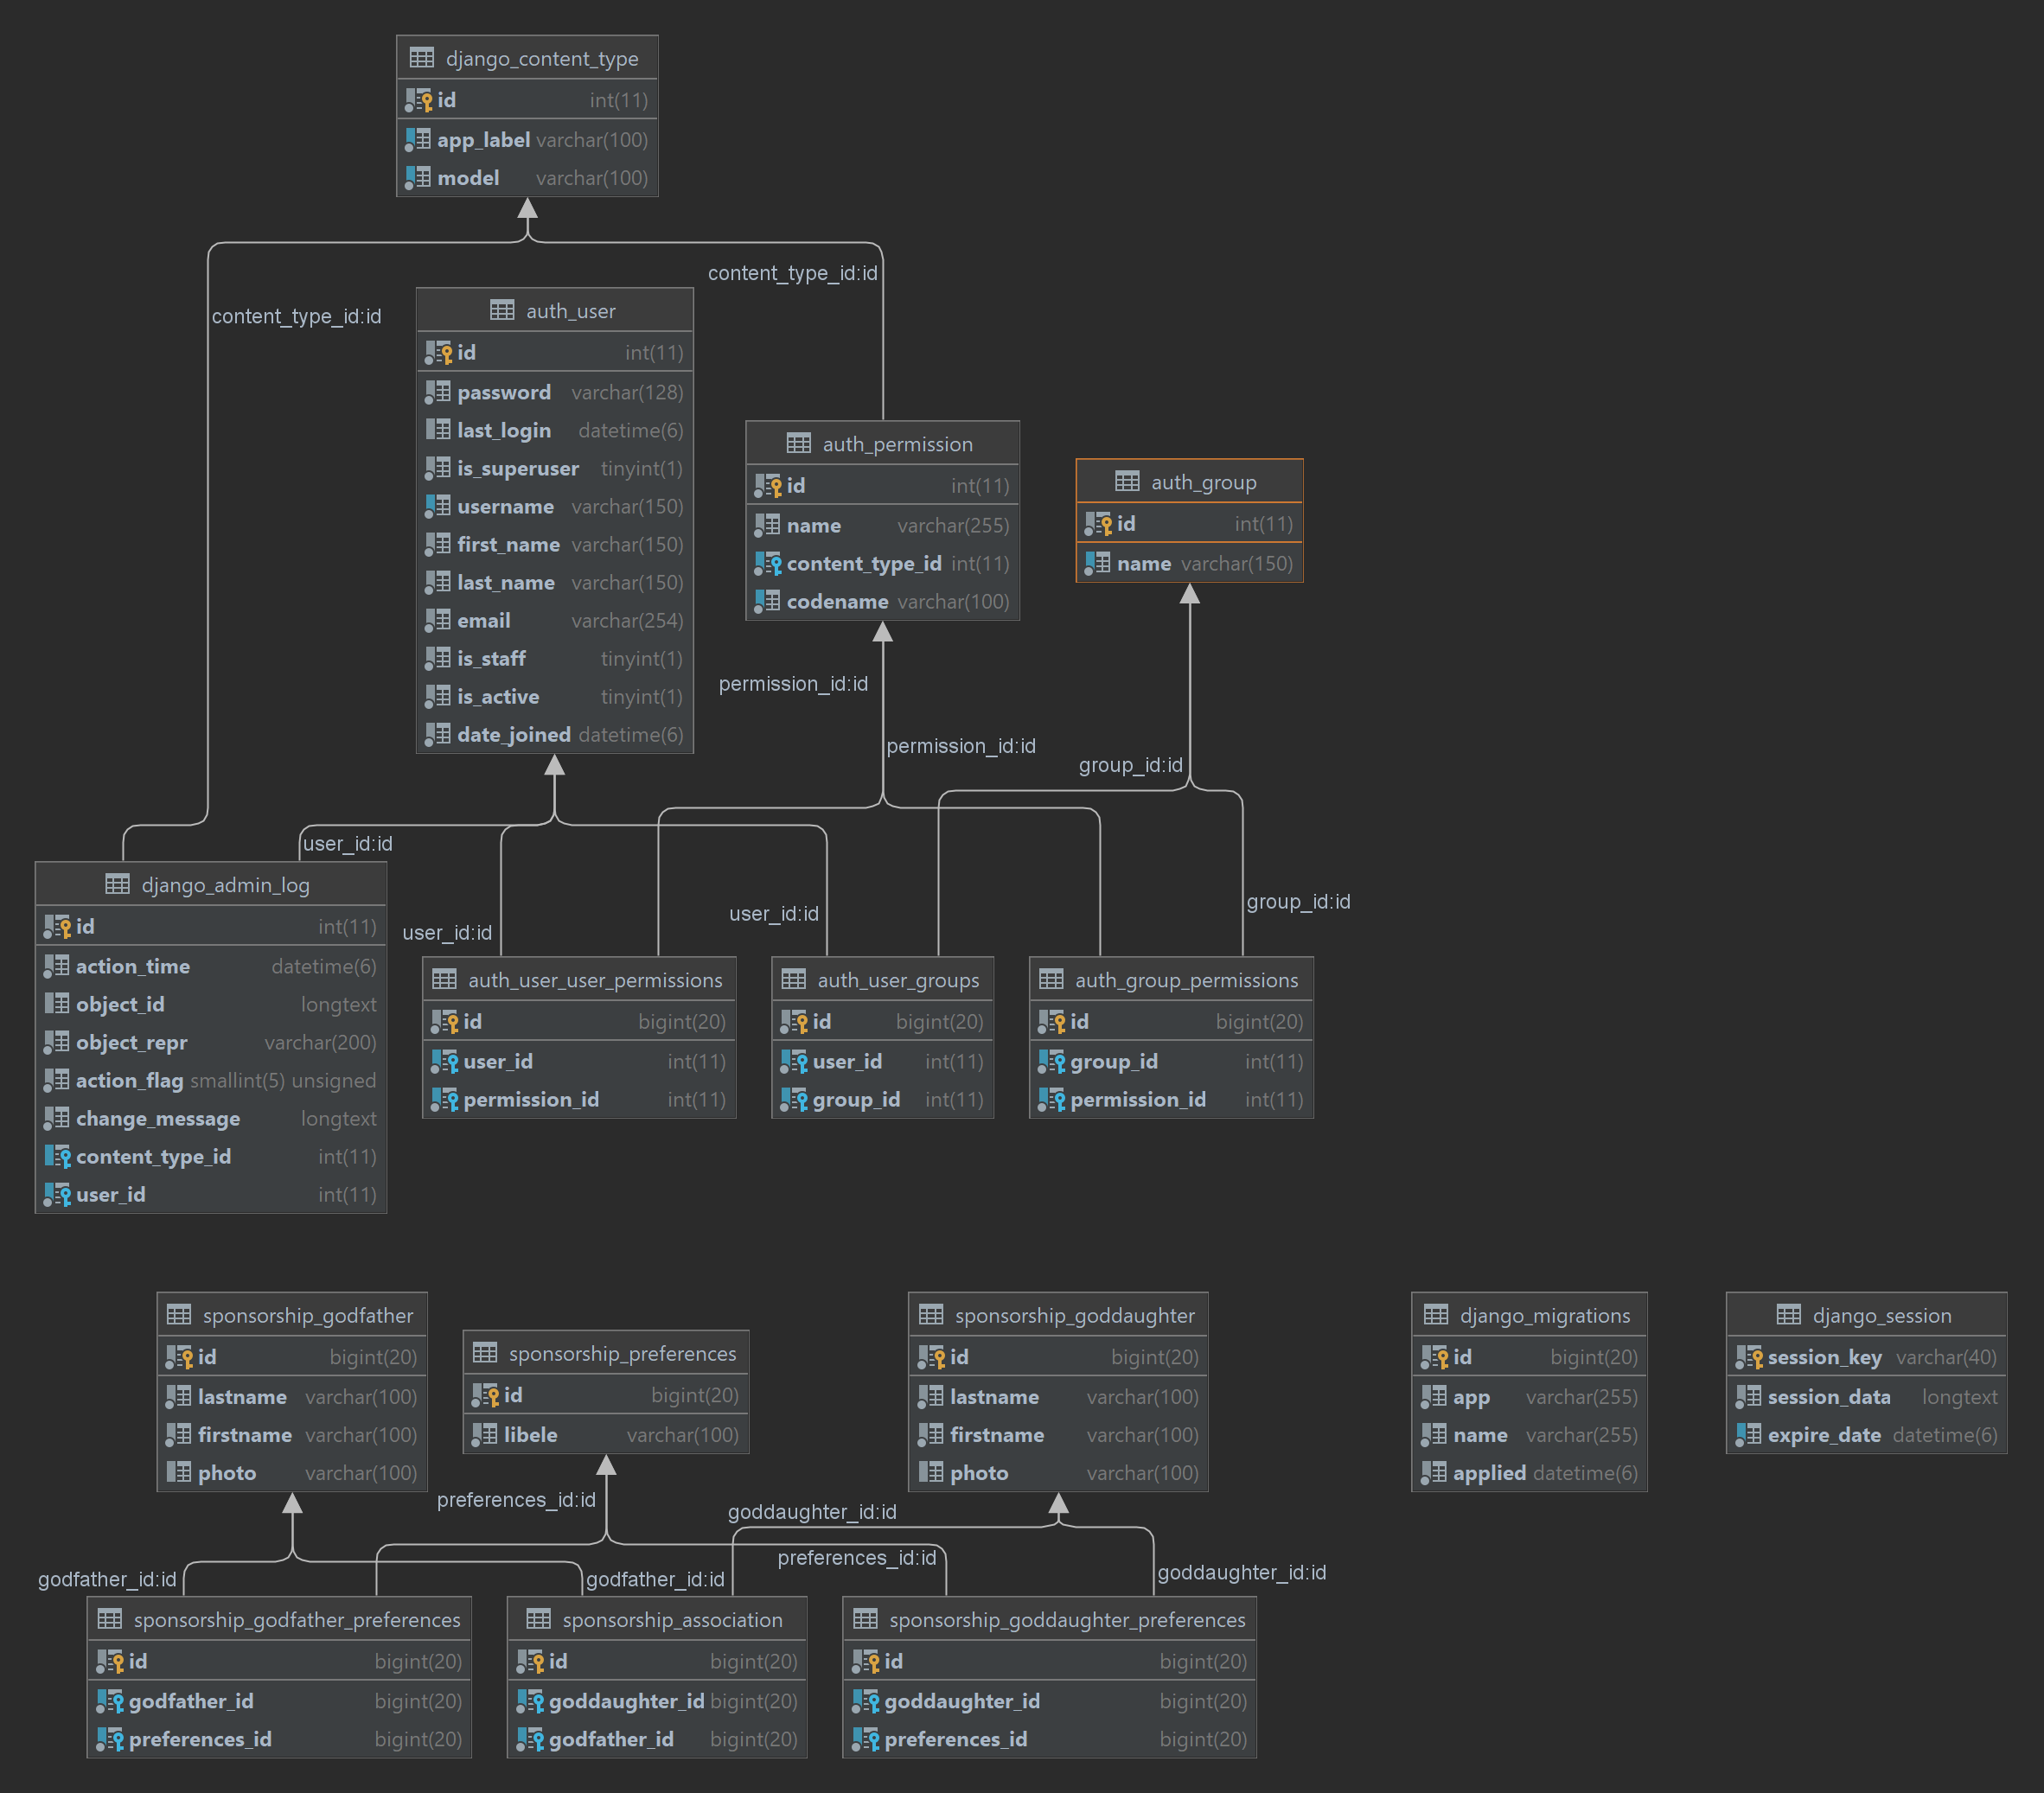 django_content_type
id int(11)
app_label varchar(100)
model varchar(100)
content_type_id:id
content_type_id:id
auth_user
id int(11)
password varchar(128)
last_login datetime(6)
is_superuser tinyint(1)
username varchar(150)
first_name varchar(150)
last_name varchar(150)
email varchar(254)
is_staff tinyint(1)
is_active tinyint(1)
date_joined datetime(6)
auth_permission
id int(11)
name varchar(255)
content_type_id int(11)
codename varchar(100)
auth_group
id int(11)
name varchar(150)
permission_id:id
permission_id:id
group_id:id
user_id:id
user_id:id
user_id:id
group_id:id
django_admin_log
id int(11)
action_time datetime(6)
object_id longtext
object_repr varchar(200)
action_flag smallint(5) unsigned
change_message longtext
content_type_id int(11)
user_id int(11)
auth_user_user_permissions
id bigint(20)
user_id int(11)
permission_id int(11)
auth_user_groups
id bigint(20)
user_id int(11)
group_id int(11)
auth_group_permissions
id bigint(20)
group_id int(11)
permission_id int(11)
sponsorship_godfather
id bigint(20)
lastname varchar(100)
firstname varchar(100)
photo varchar(100)
sponsorship_preferences
id bigint(20)
libele varchar(100)
sponsorship_goddaughter
id bigint(20)
lastname varchar(100)
firstname varchar(100)
photo varchar(100)
django_migrations
id bigint(20)
app varchar(255)
name varchar(255)
applied datetime(6)
django_session
session_key varchar(40)
session_data longtext
expire_date datetime(6)
preferences_id:id
goddaughter_id:id
preferences_id:id
godfather_id:id
godfather_id:id
goddaughter_id:id
sponsorship_godfather_preferences
id bigint(20)
godfather_id bigint(20)
preferences_id bigint(20)
sponsorship_association
id bigint(20)
goddaughter_id bigint(20)
godfather_id bigint(20)
sponsorship_goddaughter_preferences
id bigint(20)
goddaughter_id bigint(20)
preferences_id bigint(20)